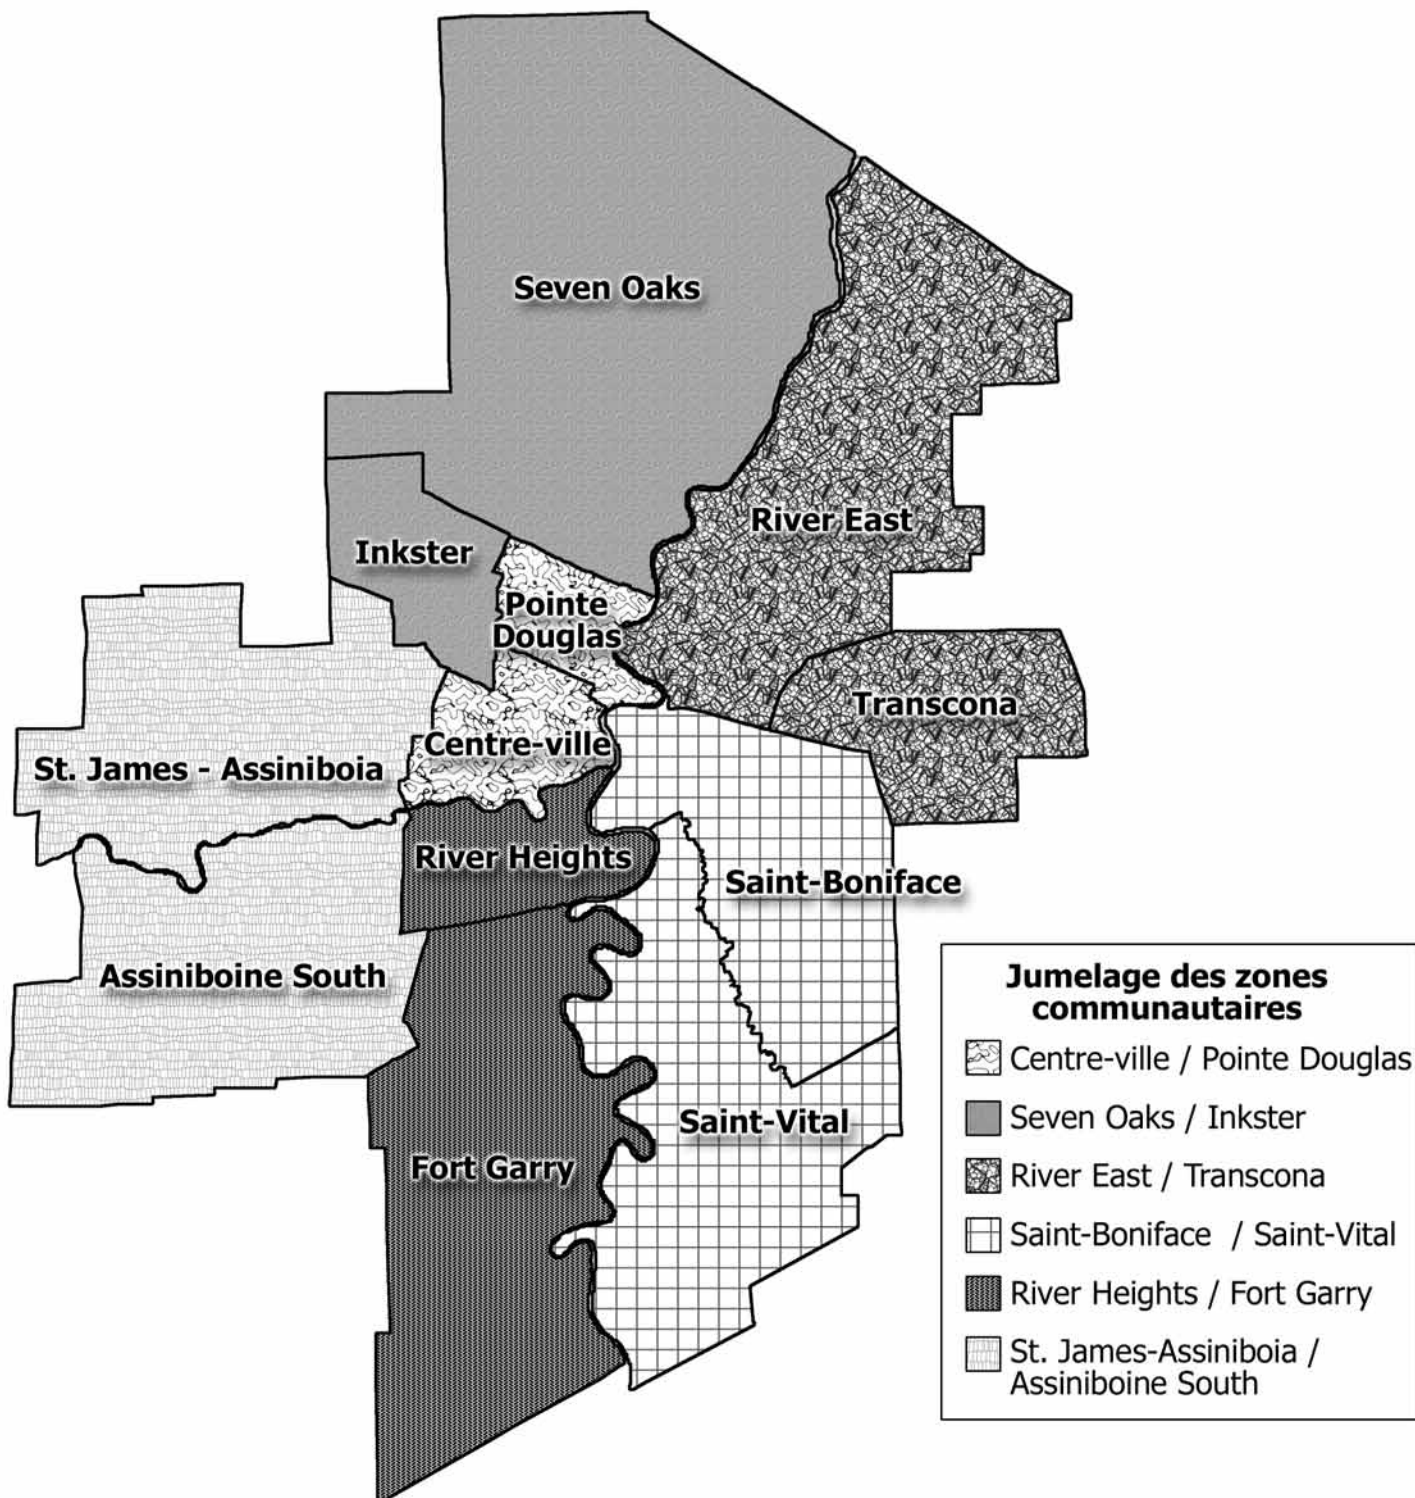 Seven Oaks
River East
Inkster
Pointe
Douglas
Transcona
Centre-ville
St. James - Assiniboia
River Heights
Saint-Boniface
Assiniboine South
Saint-Vital
Fort Garry
Jumelage des zones
communautaires
Centre-ville / Pointe Douglas
Seven Oaks / Inkster
River East / Transcona
Saint-Boniface / Saint-Vital
River Heights / Fort Garry
St. James-Assiniboia /
Assiniboine South